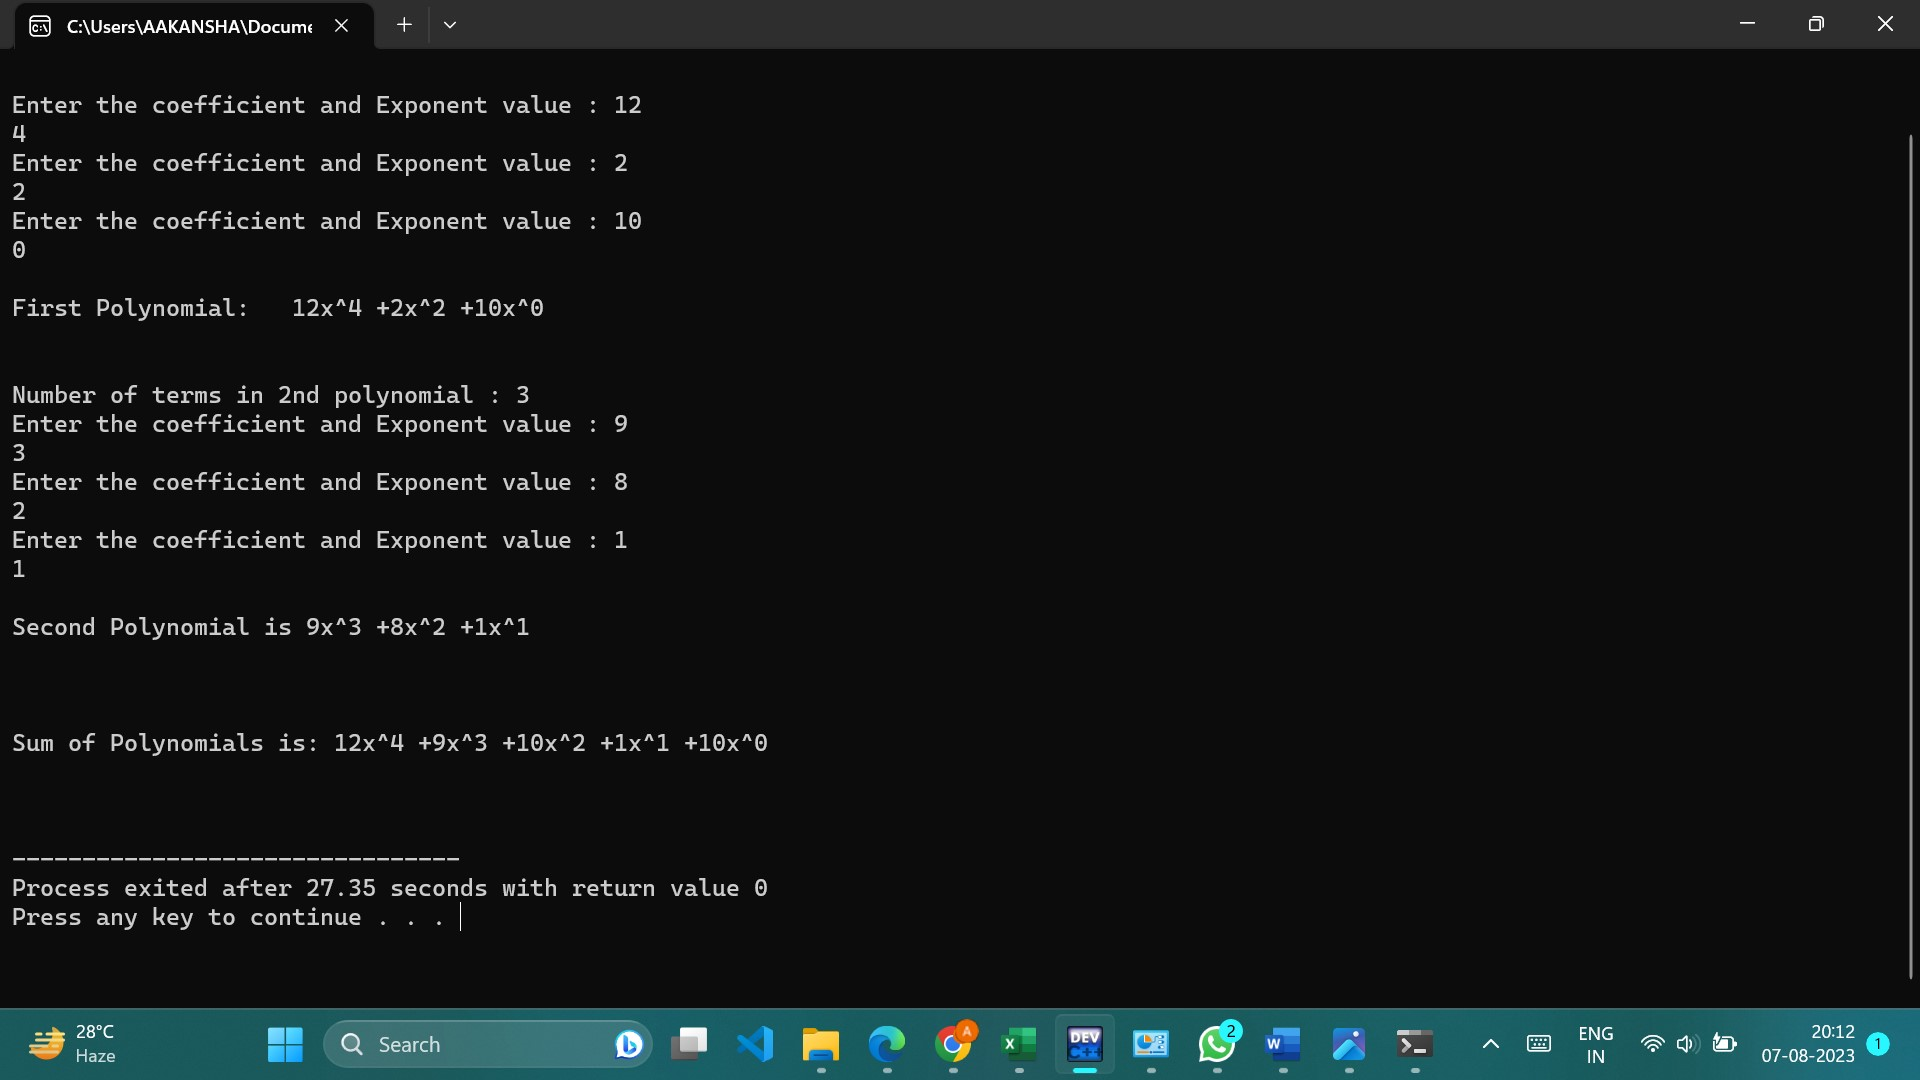 C:\Users\AAKANSHA\Docume
Enter the coefficient and Exponent value : 12
4
Enter the coefficient and Exponent value : 2
2
Enter the coefficient and Exponent value : 10
0
First Polynomial:   12x^4 +2x^2 +10x^0
Number of terms in 2nd polynomial : 3
Enter the coefficient and Exponent value : 9
3
Enter the coefficient and Exponent value : 8
2
Enter the coefficient and Exponent value : 1
1
Second Polynomial is 9x^3 +8x^2 +1x^1
Sum of Polynomials is: 12x^4 +9x^3 +10x^2 +1x^1 +10x^0
--------------------------------
Process exited after 27.35 seconds with return value 0
Press any key to continue . . .
28°C
Haze
Search
A
X
DEV
C++
2
W
ENG
IN
20:12
07-08-2023
1